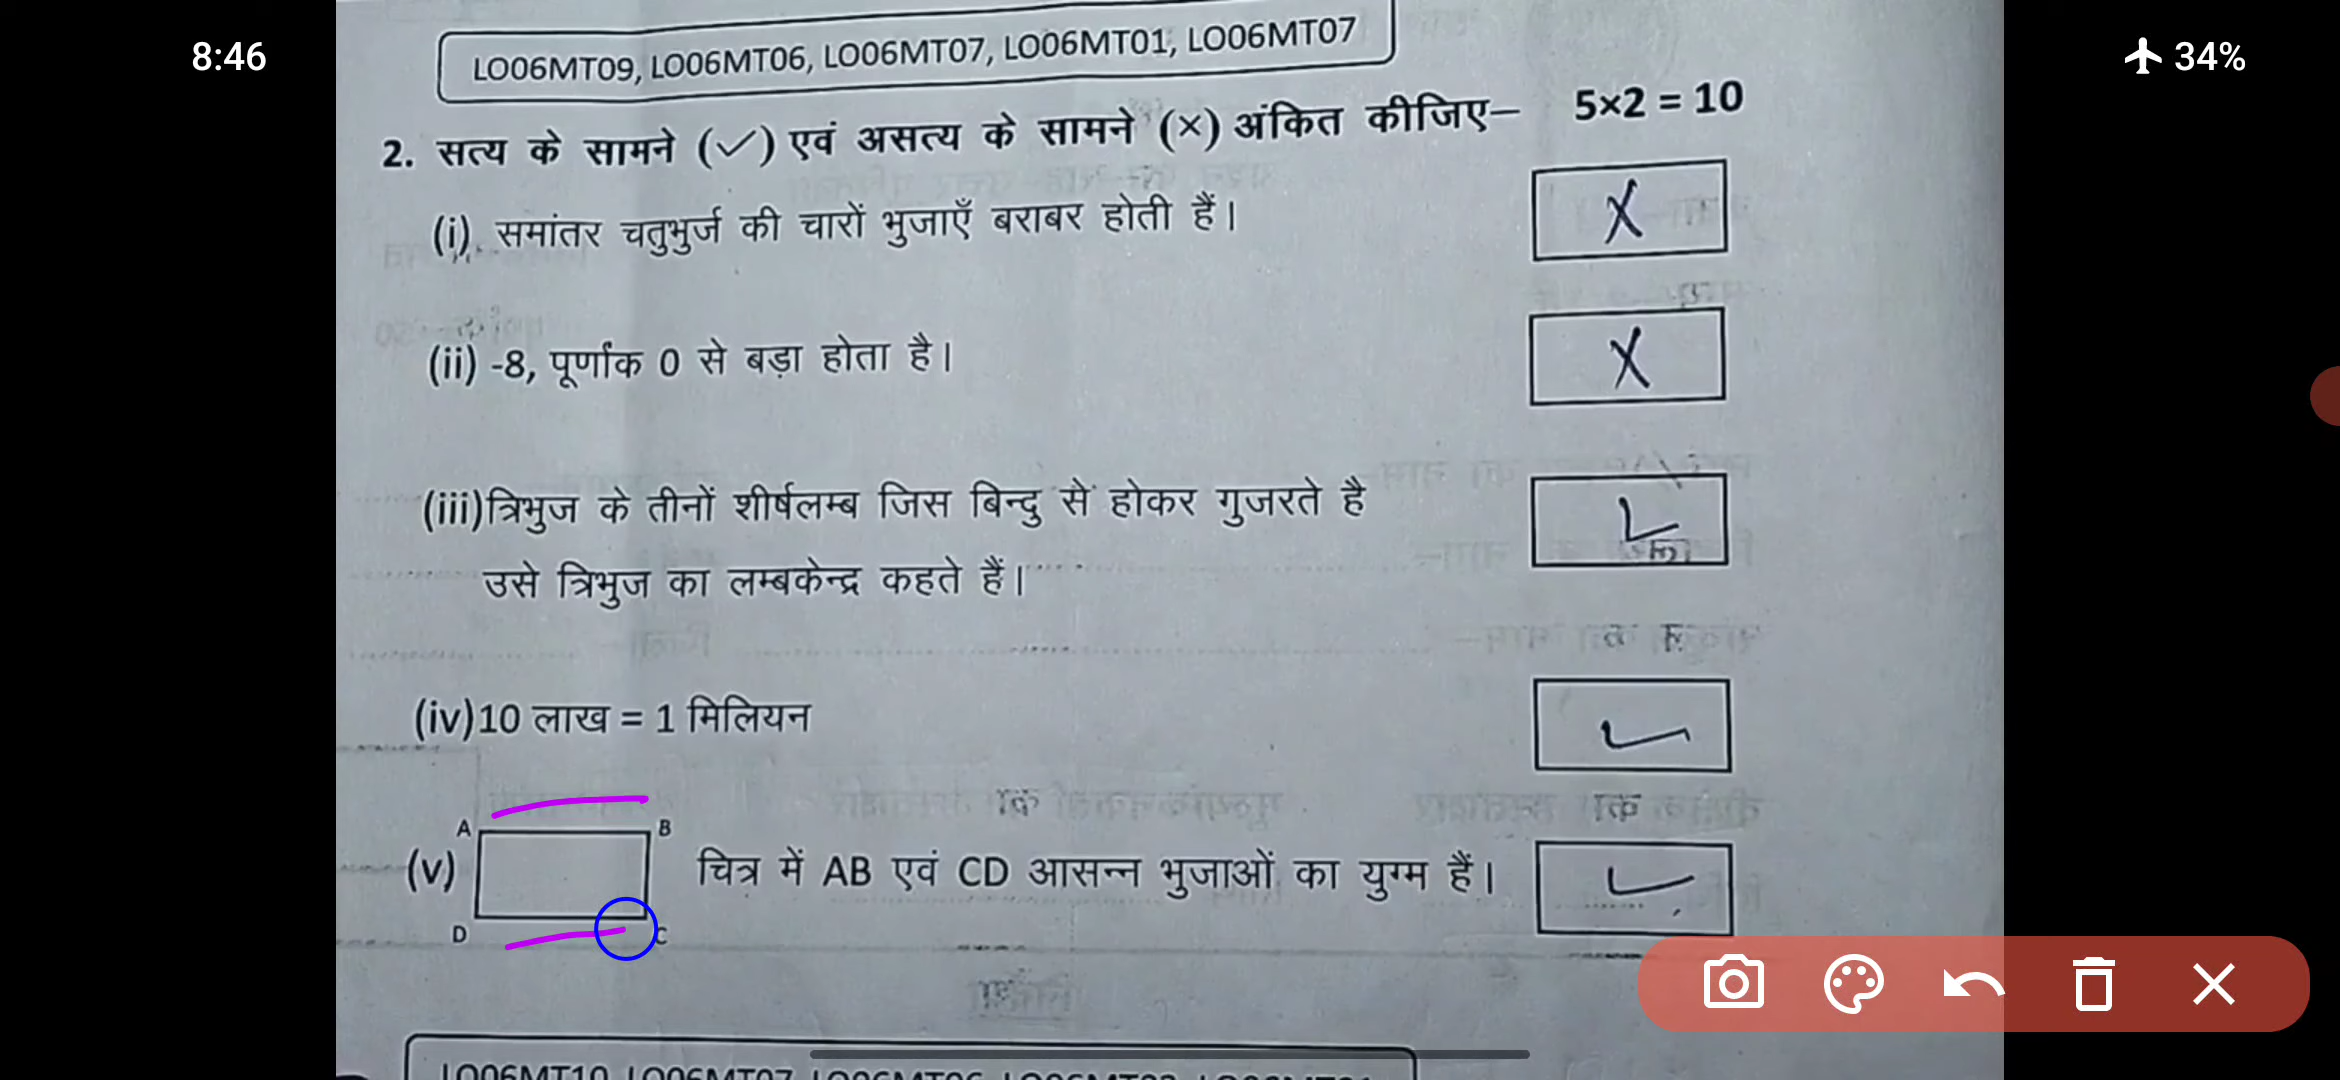 8:46
34%
LO06MT09, LO06MT06, LO06MT07, LO06MT01, LO06MT07
2. सत्य के सामने (✓) एवं असत्य के सामने (×) अंकित कीजिए– 5×2 = 10
(i) समांतर चतुभुर्ज की चारों भुजाएँ बराबर होती हैं। X
(ii) -8, पूर्णांक 0 से बड़ा होता है। X
(iii) त्रिभुज के तीनों शीर्षलम्ब जिस बिन्दु से होकर गुजरते है ✓
उसे त्रिभुज का लम्बकेन्द्र कहते हैं।
(iv) 10 लाख = 1 मिलियन ✓
A B
(v) चित्र में AB एवं CD आसन्न भुजाओं का युग्म हैं। ✓
D C